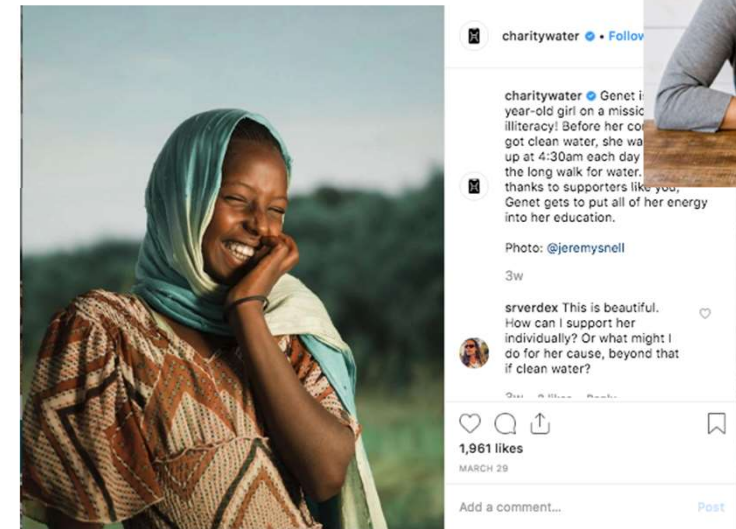 charitywater • Follow
charitywater Genet i
year-old girl on a missio
illiteracy! Before her co
got clean water, she wa
up at 4:30am each day
the long walk for water.
thanks to supporters like you,
Genet gets to put all of her energy
into her education.
Photo: @jeremysnell
3w
srverdex This is beautiful.
How can I support her
individually? Or what might I
do for her cause, beyond that
if clean water?
1,961 likes
MARCH 29
Add a comment...
Post